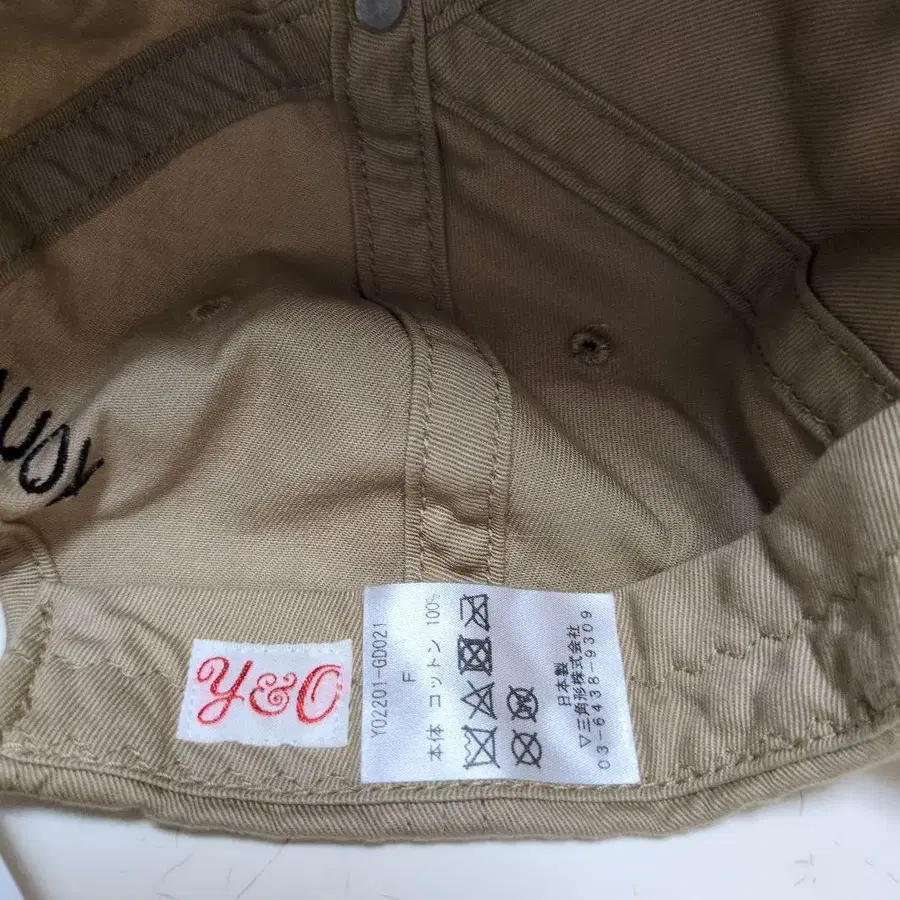 Y&O
Y02201-GD021
F
本体 コットン 100%
日本製
▽三角形株式会社
03-6438-9309